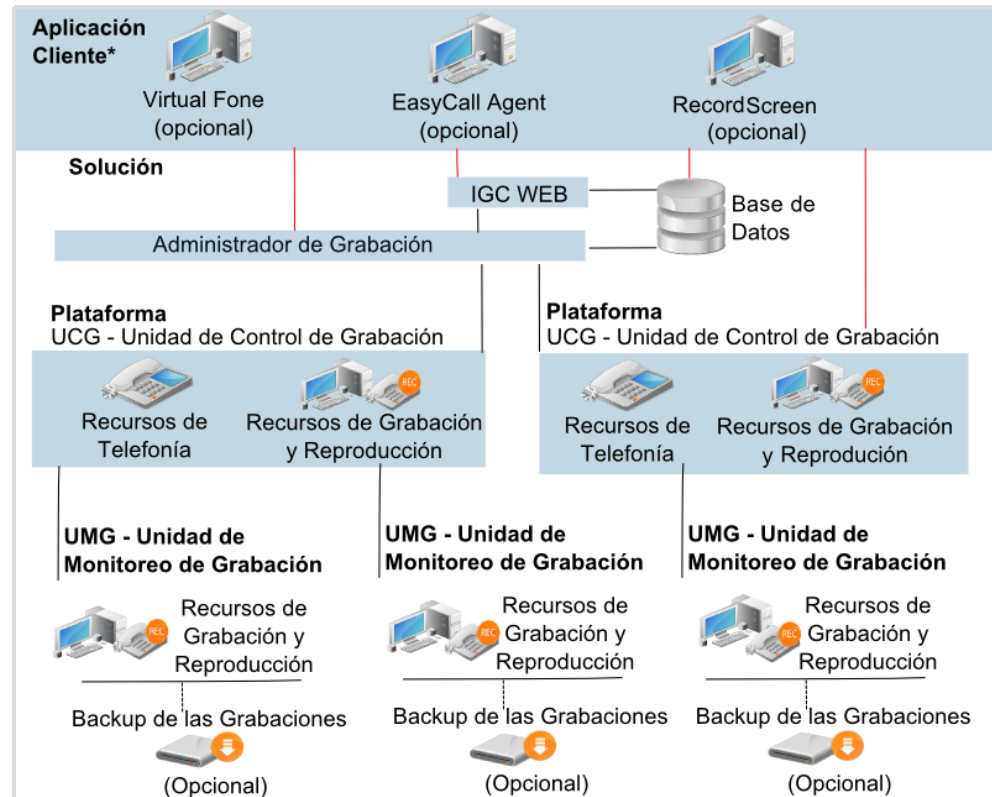 Aplicación
Cliente*
Virtual Fone
(opcional)
EasyCall Agent
(opcional)
RecordScreen
(opcional)
Solución
IGC WEB
Base de
Datos
Administrador de Grabación
Plataforma
UCG - Unidad de Control de Grabación
Plataforma
UCG - Unidad de Control de Grabación
REC
Recursos de
Telefonía
Recursos de Grabación
y Reproducción
REC
Recursos de
Telefonía
Recursos de Grabación
y Reprodución
UMG - Unidad de
Monitoreo de Grabación
UMG - Unidad de
Monitoreo de Grabación
UMG - Unidad de
Monitoreo de Grabación
REC
Recursos de
Grabación y
Reproducción
REC
Recursos de
Grabación y
Reproducción
REC
Recursos de
Grabación y
Reproducción
Backup de las Grabaciones
(Opcional)
Backup de las Grabaciones
(Opcional)
Backup de las Grabaciones
(Opcional)